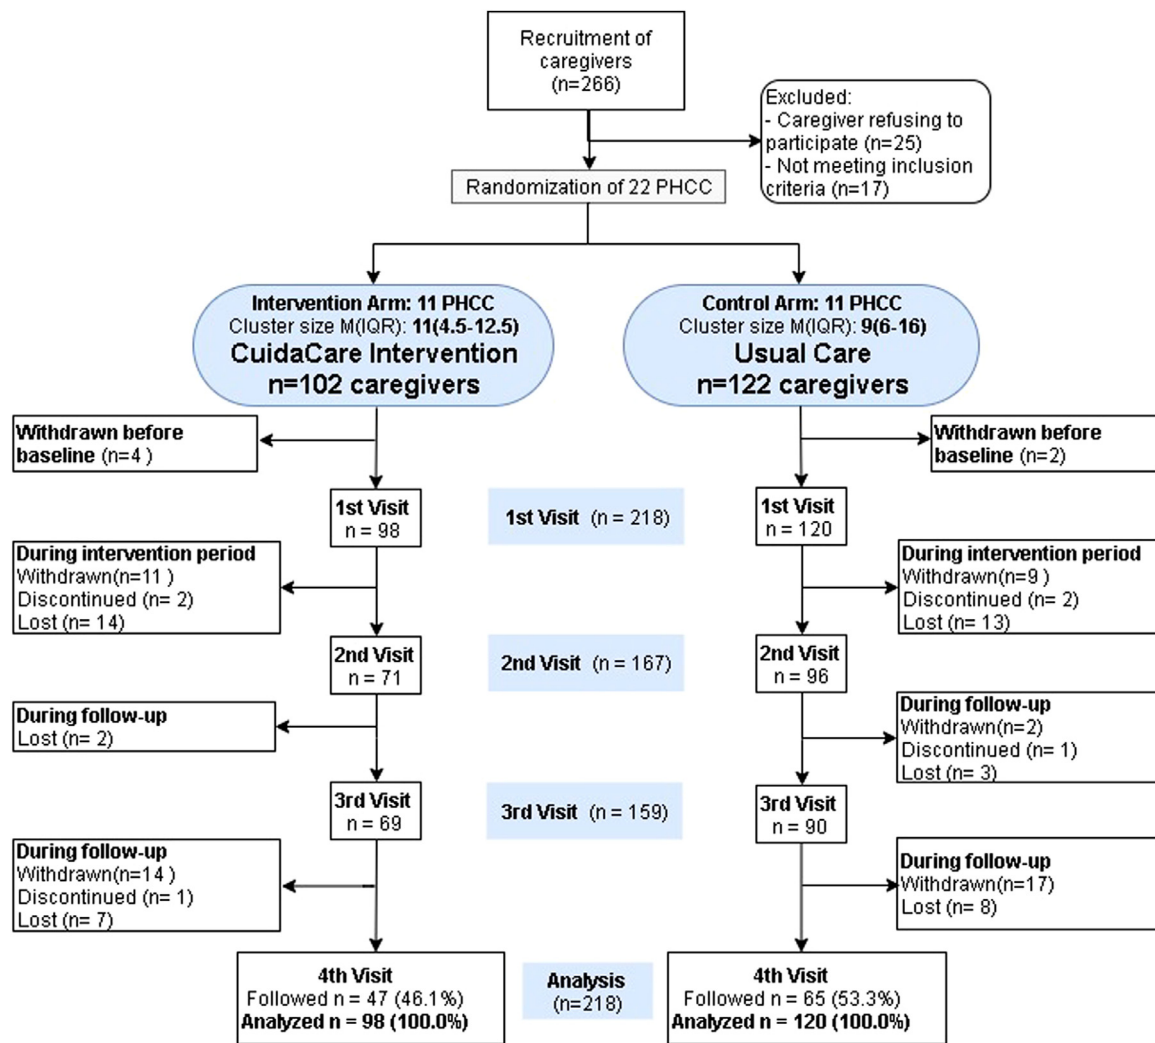 Recruitment of
caregivers
(n=266)
Excluded:
- Caregiver refusing to
participate (n=25)
- Not meeting inclusion
criteria (n=17)
Randomization of 22 PHCC
Intervention Arm: 11 PHCC
Cluster size M(IQR): 11(4.5-12.5)
CuidaCare Intervention
n=102 caregivers
Control Arm: 11 PHCC
Cluster size M(IQR): 9(6-16)
Usual Care
n=122 caregivers
Withdrawn before
baseline (n=4 )
Withdrawn before
baseline (n=2)
1st Visit
n = 98
1st Visit (n = 218)
1st Visit
n = 120
During intervention period
Withdrawn(n=11 )
Discontinued (n= 2)
Lost (n= 14)
During intervention period
Withdrawn(n=9 )
Discontinued (n= 2)
Lost (n= 13)
2nd Visit
n = 71
2nd Visit (n = 167)
2nd Visit
n = 96
During follow-up
Lost (n= 2)
During follow-up
Withdrawn(n=2)
Discontinued (n= 1)
Lost (n= 3)
3rd Visit
n = 69
3rd Visit (n = 159)
3rd Visit
n = 90
During follow-up
Withdrawn(n=14 )
Discontinued (n= 1)
Lost (n= 7)
During follow-up
Withdrawn(n=17)
Lost (n= 8)
4th Visit
Followed n = 47 (46.1%)
Analyzed n = 98 (100.0%)
Analysis
(n=218)
4th Visit
Followed n = 65 (53.3%)
Analyzed n = 120 (100.0%)